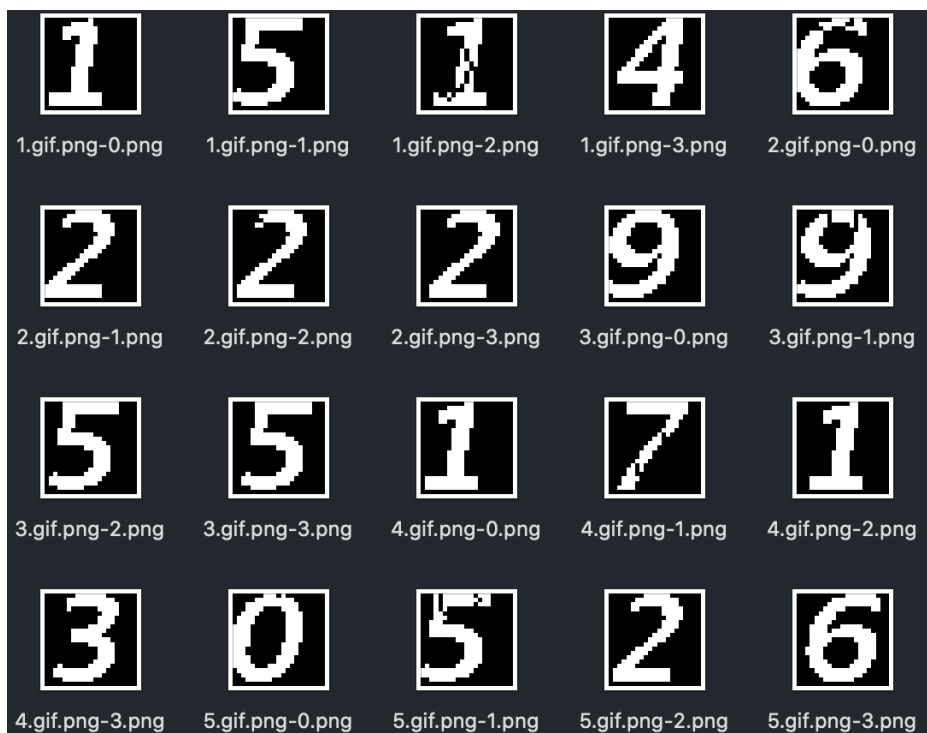 1 5 1 4 6
1.gif.png-0.png 1.gif.png-1.png 1.gif.png-2.png 1.gif.png-3.png 2.gif.png-0.png
2 2 2 9 9
2.gif.png-1.png 2.gif.png-2.png 2.gif.png-3.png 3.gif.png-0.png 3.gif.png-1.png
5 5 1 7 1
3.gif.png-2.png 3.gif.png-3.png 4.gif.png-0.png 4.gif.png-1.png 4.gif.png-2.png
3 0 5 2 6
4.gif.png-3.png 5.gif.png-0.png 5.gif.png-1.png 5.gif.png-2.png 5.gif.png-3.png